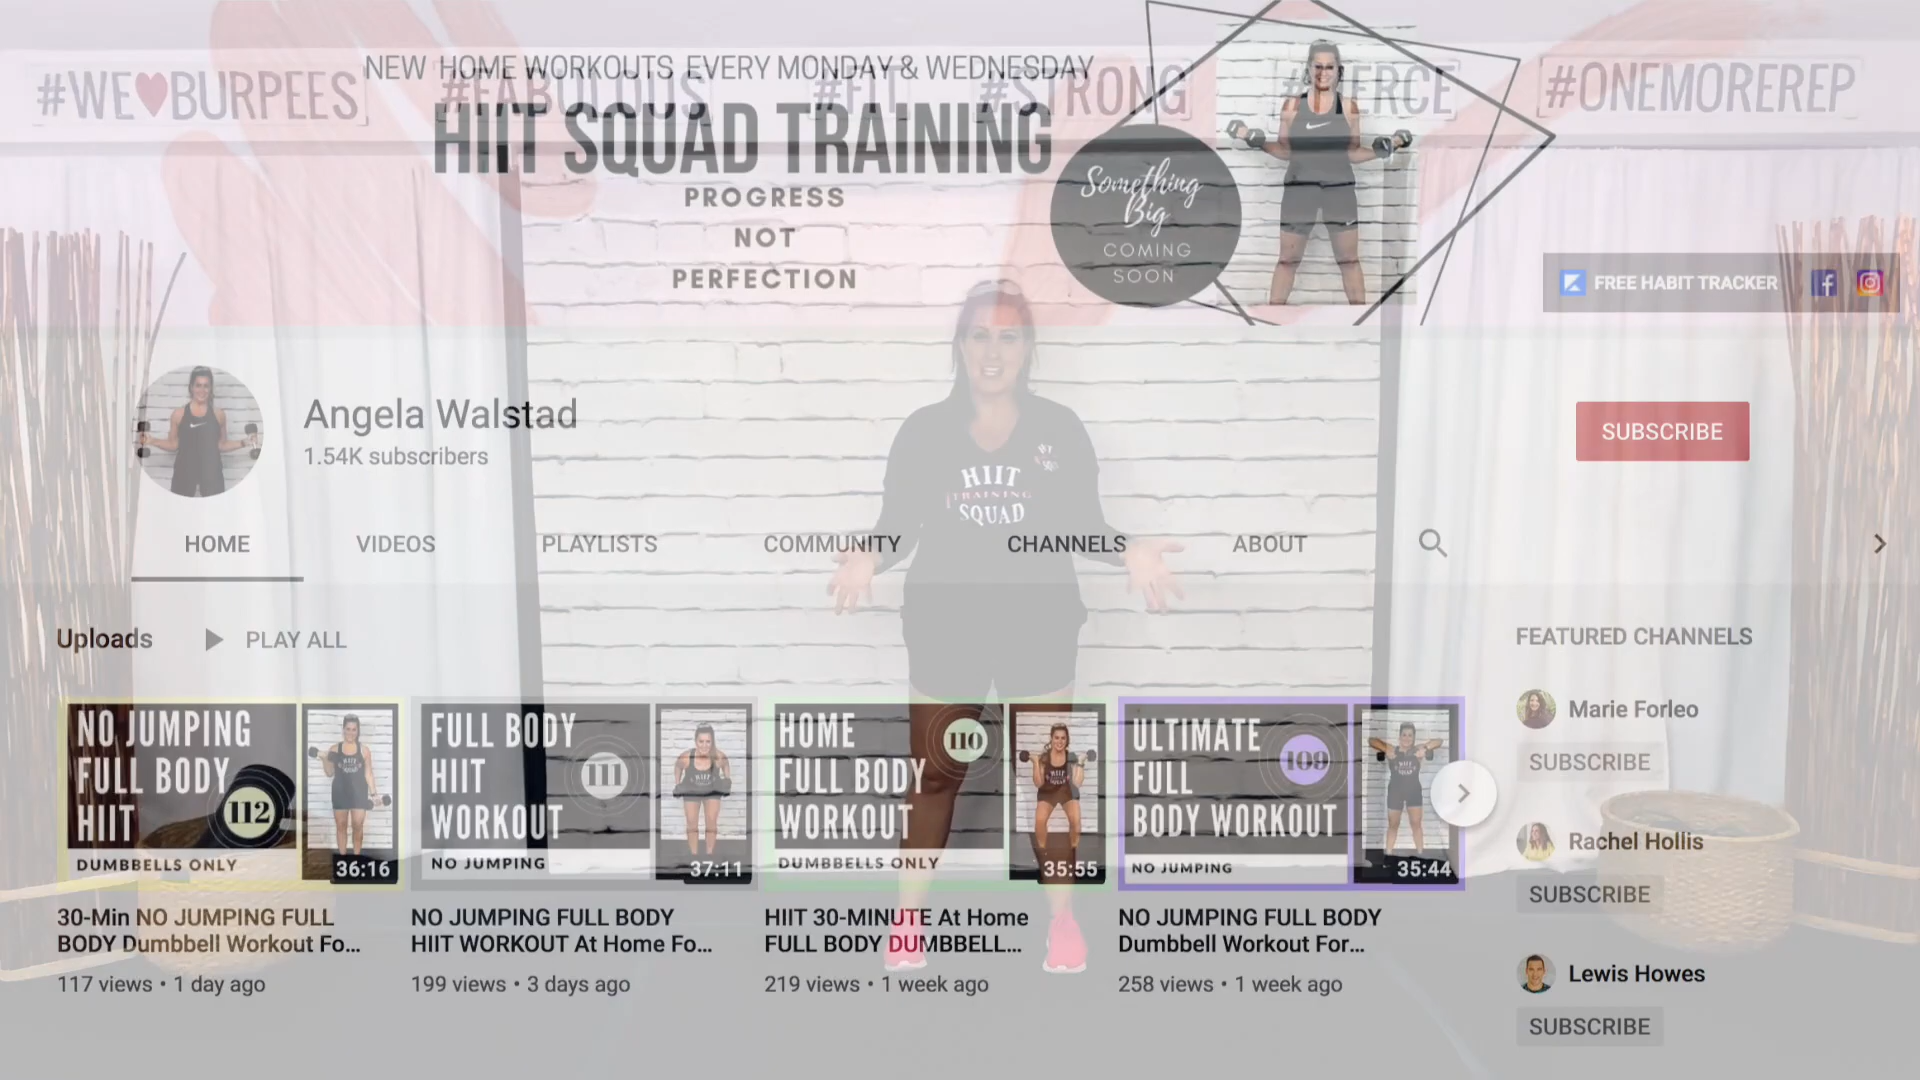 NEW HOME WORKOUTS EVERY MONDAY & WEDNESDAY
#WE♥BURPEES
#FABULOUS
#FIT
#STRONG
#FIERCE
#ONEMOREREP
HIIT SQUAD TRAINING
PROGRESS
NOT
PERFECTION
Something
Big
COMING
SOON
FREE HABIT TRACKER
Angela Walstad
1.54K subscribers
SUBSCRIBE
HIIT
TRAINING
SQUAD
HOME
VIDEOS
PLAYLISTS
COMMUNITY
CHANNELS
ABOUT
Uploads
PLAY ALL
NO JUMPING
FULL BODY
HIIT
112
DUMBBELLS ONLY
36:16
30-Min NO JUMPING FULL
BODY Dumbbell Workout Fo...
117 views • 1 day ago
FULL BODY
HIIT
WORKOUT
111
NO JUMPING
37:11
NO JUMPING FULL BODY
HIIT WORKOUT At Home Fo...
199 views • 3 days ago
HOME
FULL BODY
WORKOUT
110
DUMBBELLS ONLY
35:55
HIIT 30-MINUTE At Home
FULL BODY DUMBBELL...
219 views • 1 week ago
ULTIMATE
FULL
BODY WORKOUT
109
NO JUMPING
35:44
NO JUMPING FULL BODY
Dumbbell Workout For...
258 views • 1 week ago
FEATURED CHANNELS
Marie Forleo
SUBSCRIBE
Rachel Hollis
SUBSCRIBE
Lewis Howes
SUBSCRIBE